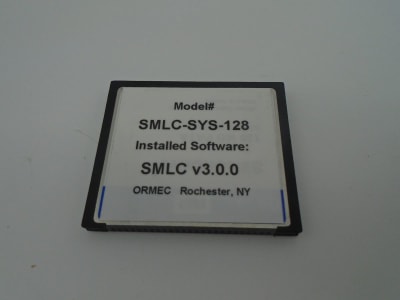 Model#
SMLC-SYS-128
Installed Software:
SMLC v3.0.0
ORMEC Rochester, NY